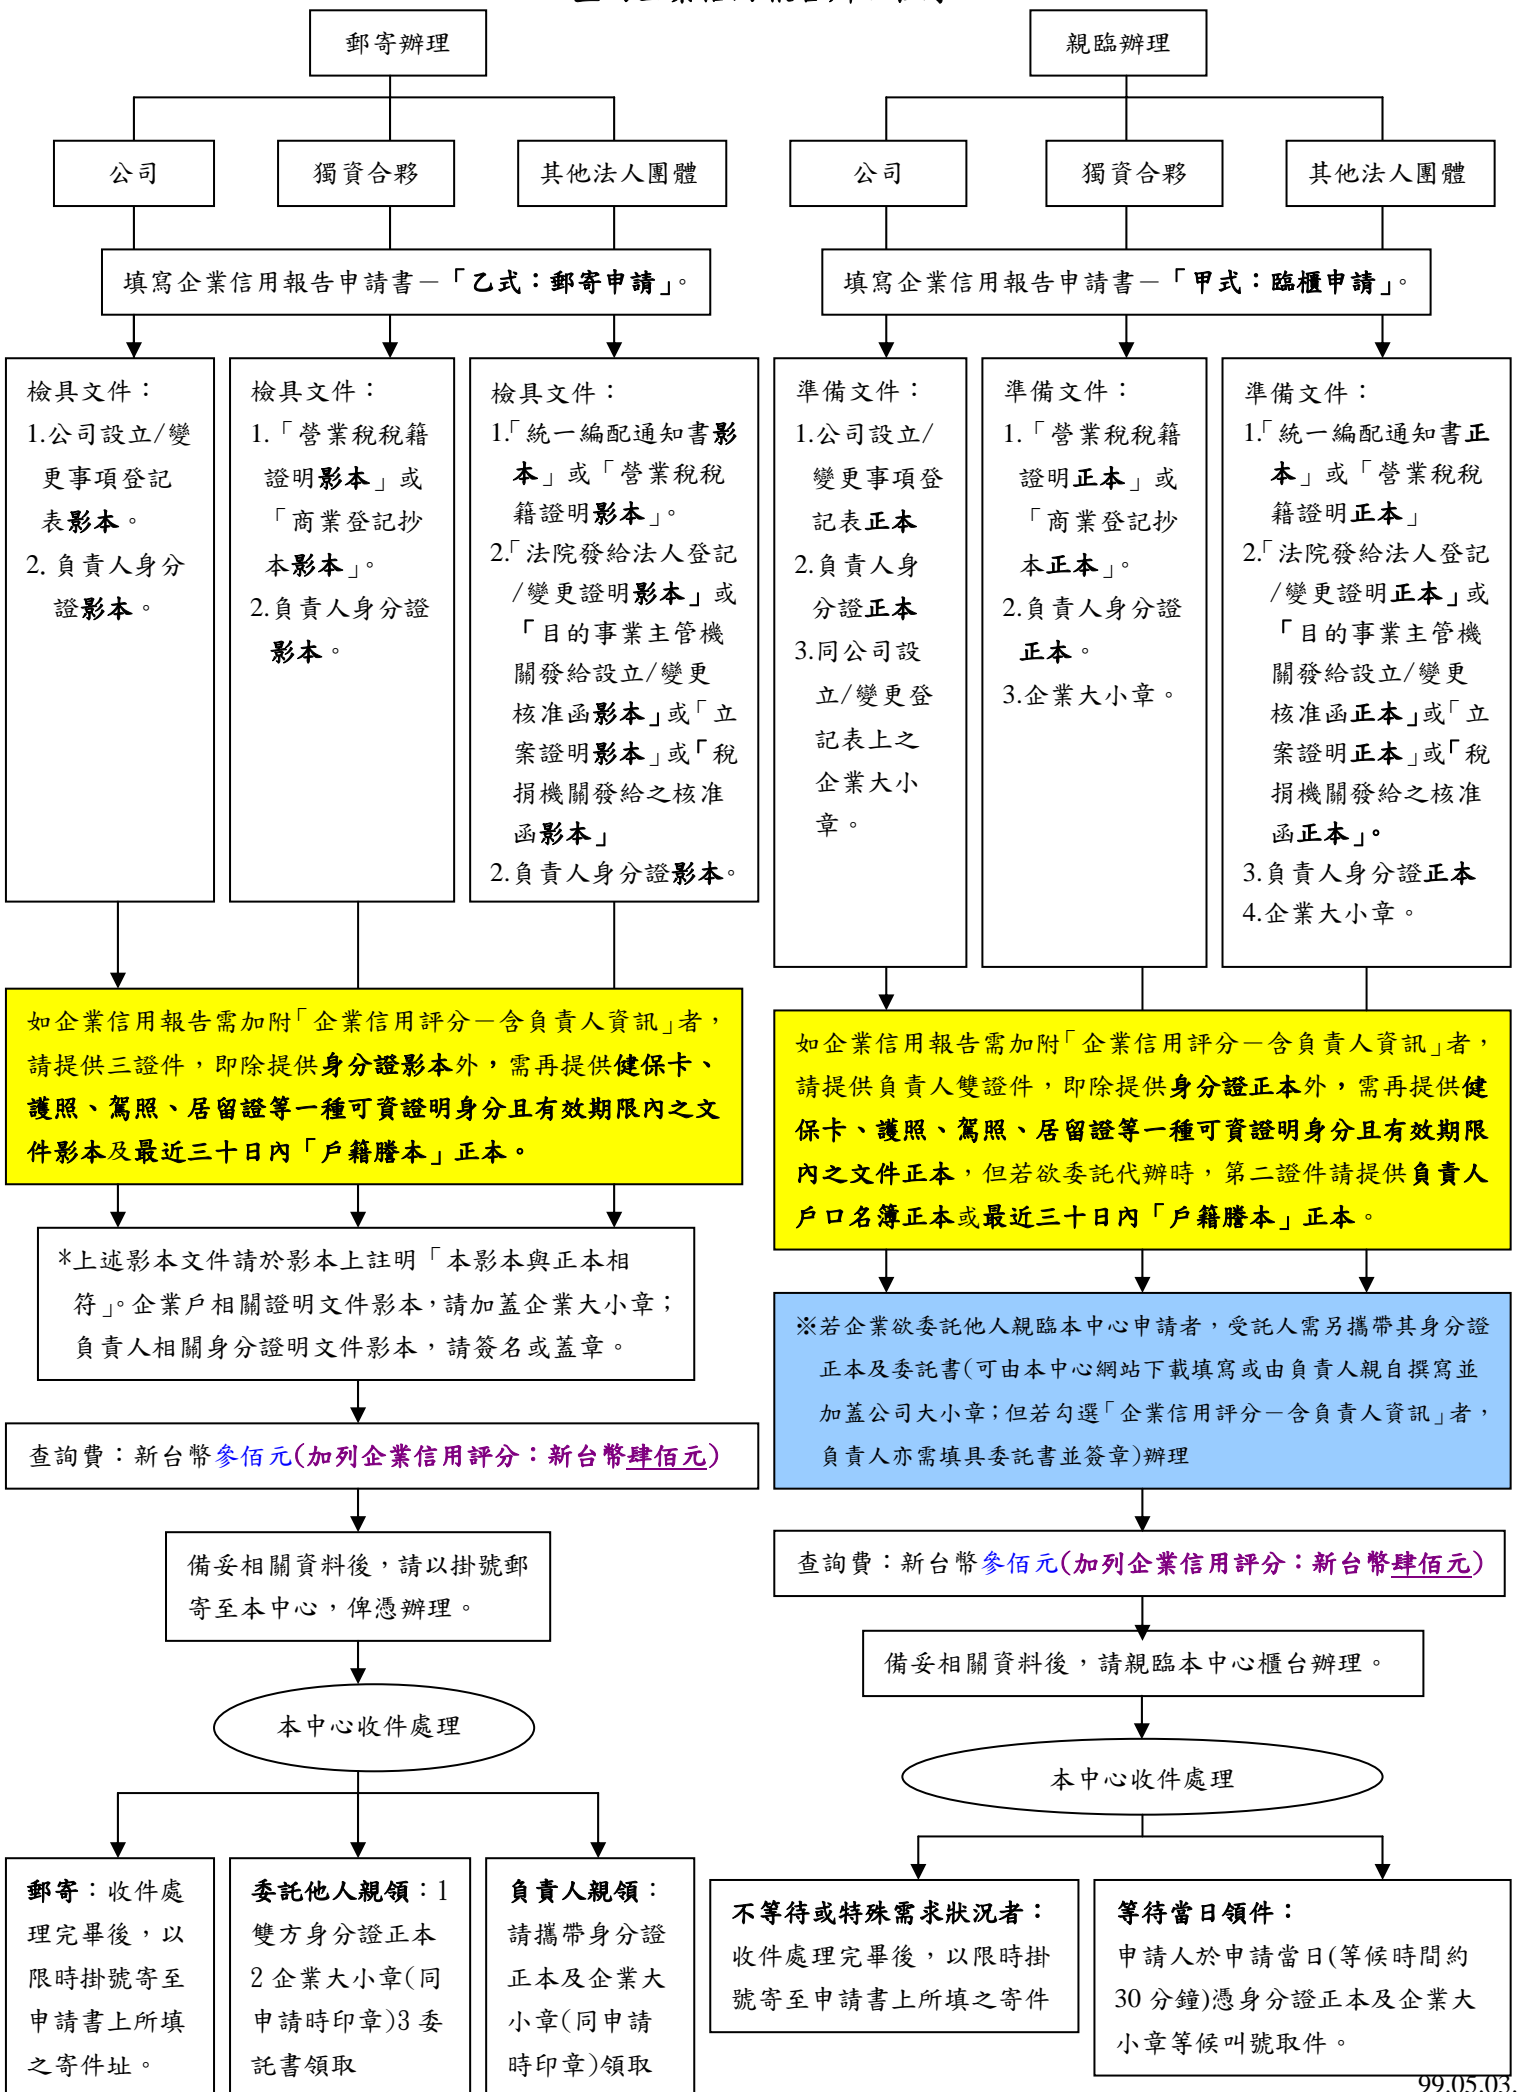 郵寄辦理
公司
獨資合夥
其他法人團體
填寫企業信用報告申請書－「乙式：郵寄申請」。
檢具文件：
1.公司設立/變
更事項登記
表影本。
2. 負責人身分
證影本。
檢具文件：
1.「營業稅稅籍
證明影本」或
「商業登記抄
本影本」。
2.負責人身分證
影本。
檢具文件：
1.「統一編配通知書影
本」或「營業稅稅
籍證明影本」。
2.「法院發給法人登記
/變更證明影本」或
「目的事業主管機
關發給設立/變更
核准函影本」或「立
案證明影本」或「稅
捐機關發給之核准
函影本」
2.負責人身分證影本。
如企業信用報告需加附「企業信用評分－含負責人資訊」者，
請提供三證件，即除提供身分證影本外，需再提供健保卡、
護照、駕照、居留證等一種可資證明身分且有效期限內之文
件影本及最近三十日內「戶籍謄本」正本。
*上述影本文件請於影本上註明「本影本與正本相
符」。企業戶相關證明文件影本，請加蓋企業大小章；
負責人相關身分證明文件影本，請簽名或蓋章。
查詢費：新台幣參佰元(加列企業信用評分：新台幣肆佰元)
備妥相關資料後，請以掛號郵
寄至本中心，俾憑辦理。
本中心收件處理
郵寄：收件處
理完畢後，以
限時掛號寄至
申請書上所填
之寄件址。
委託他人親領：1
雙方身分證正本
2 企業大小章(同
申請時印章)3 委
託書領取
負責人親領：
請攜帶身分證
正本及企業大
小章(同申請
時印章)領取
親臨辦理
公司
獨資合夥
其他法人團體
填寫企業信用報告申請書－「甲式：臨櫃申請」。
準備文件：
1.公司設立/
變更事項登
記表正本
2.負責人身
分證正本
3.同公司設
立/變更登
記表上之
企業大小
章。
準備文件：
1.「營業稅稅籍
證明正本」或
「商業登記抄
本正本」。
2.負責人身分證
正本。
3.企業大小章。
準備文件：
1.「統一編配通知書正
本」或「營業稅稅
籍證明正本」
2.「法院發給法人登記
/變更證明正本」或
「目的事業主管機
關發給設立/變更
核准函正本」或「立
案證明正本」或「稅
捐機關發給之核准
函正本」。
3.負責人身分證正本
4.企業大小章。
如企業信用報告需加附「企業信用評分－含負責人資訊」者，
請提供負責人雙證件，即除提供身分證正本外，需再提供健
保卡、護照、駕照、居留證等一種可資證明身分且有效期限
內之文件正本，但若欲委託代辦時，第二證件請提供負責人
戶口名簿正本或最近三十日內「戶籍謄本」正本。
※若企業欲委託他人親臨本中心申請者，受託人需另攜帶其身分證
正本及委託書(可由本中心網站下載填寫或由負責人親自撰寫並
加蓋公司大小章；但若勾選「企業信用評分－含負責人資訊」者，
負責人亦需填具委託書並簽章)辦理
查詢費：新台幣參佰元(加列企業信用評分：新台幣肆佰元)
備妥相關資料後，請親臨本中心櫃台辦理。
本中心收件處理
不等待或特殊需求狀況者：
收件處理完畢後，以限時掛
號寄至申請書上所填之寄件
等待當日領件：
申請人於申請當日(等候時間約
30 分鐘)憑身分證正本及企業大
小章等候叫號取件。
99.05.03.